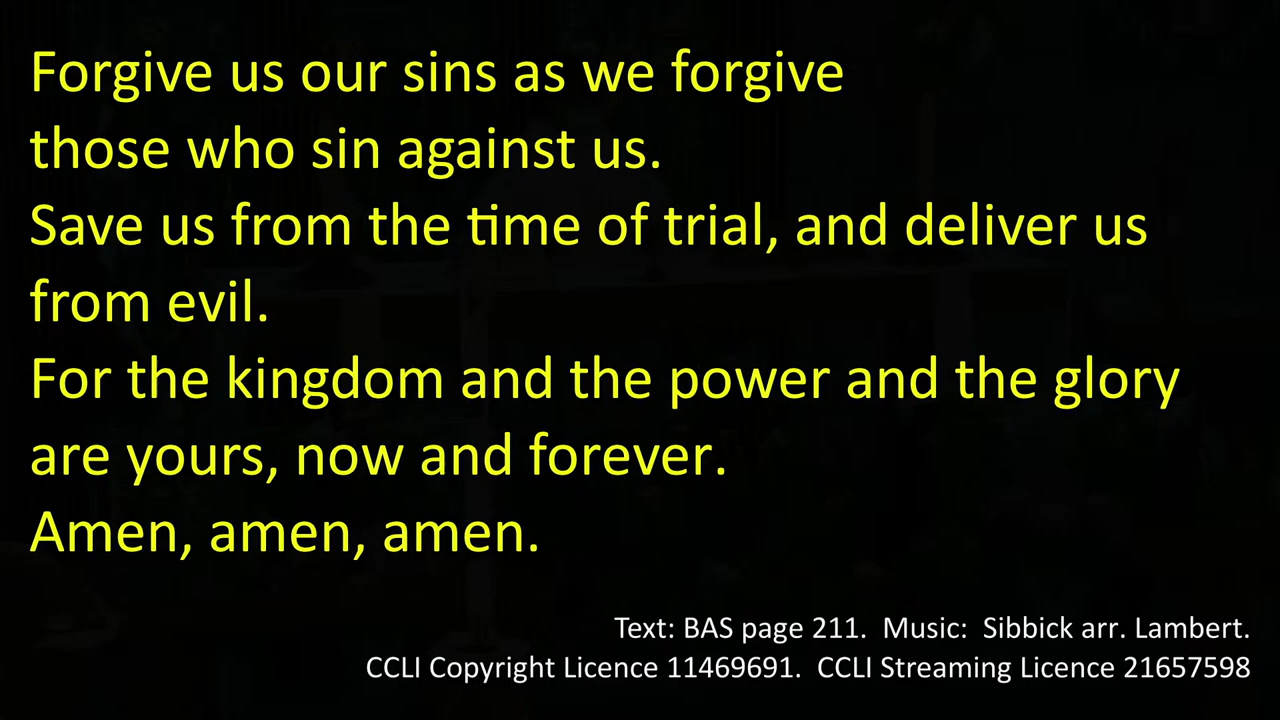 Forgive us our sins as we forgive
those who sin against us.
Save us from the time of trial, and deliver us
from evil.
For the kingdom and the power and the glory
are yours, now and forever.
Amen, amen, amen.
Text: BAS page 211.  Music:  Sibbick arr. Lambert.
CCLI Copyright Licence 11469691.  CCLI Streaming Licence 21657598